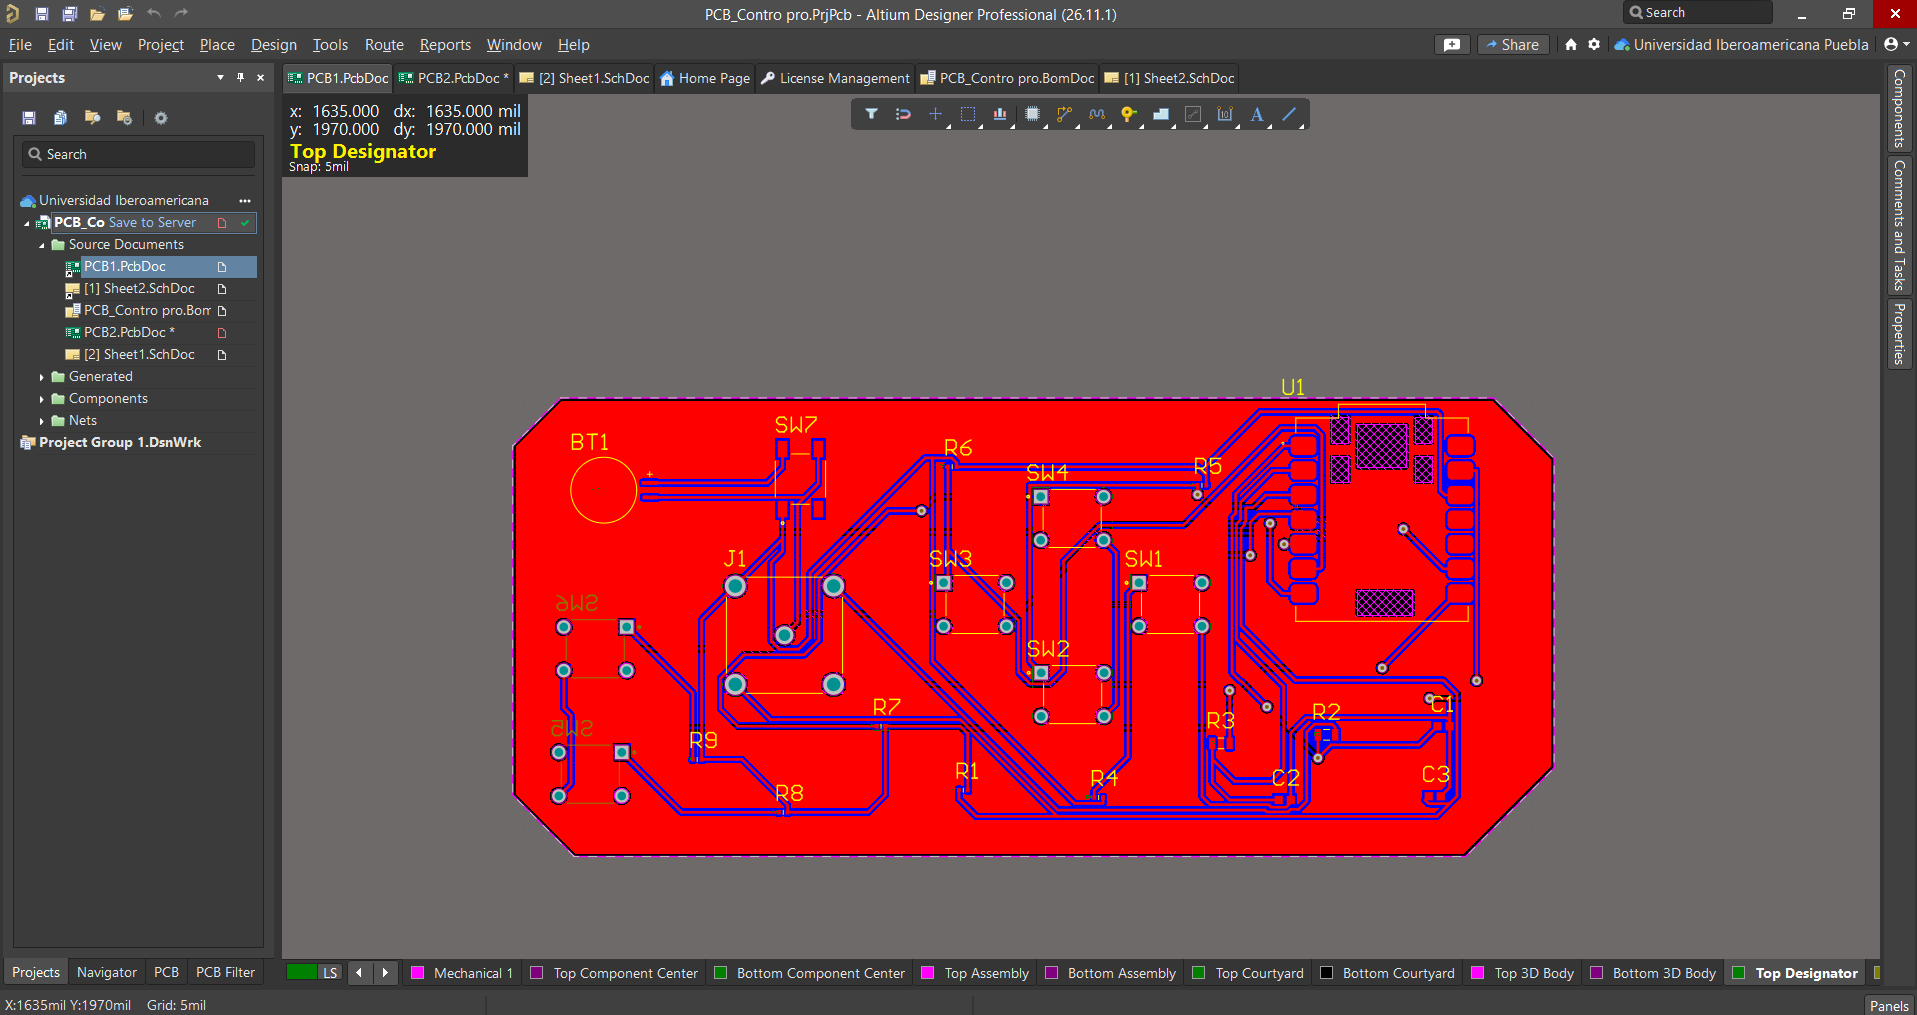 PCB_Contro pro.PrjPcb - Altium Designer Professional (26.11.1)
Search
File Edit View Project Place Design Tools Route Reports Window Help
Share
Universidad Iberoamericana Puebla
Projects
PCB1.PcbDoc
PCB2.PcbDoc *
[2] Sheet1.SchDoc
Home Page
License Management
PCB_Contro pro.BomDoc
[1] Sheet2.SchDoc
x: 1635.000 dx: 1635.000 mil
y: 1970.000 dy: 1970.000 mil
Top Designator
Snap: 5mil
Search
Universidad Iberoamericana
PCB_Co Save to Server
Source Documents
PCB1.PcbDoc
[1] Sheet2.SchDoc
PCB_Contro pro.Bom
PCB2.PcbDoc *
[2] Sheet1.SchDoc
Generated
Components
Nets
Project Group 1.DsnWrk
Components
Comments and Tasks
Properties
U1
SW7
BT1
+
R6
SW4
R5
J1
SW3
SW1
SW6
SW2
SW5
R7
R3
R2
C1
R9
R1
R4
C2
C3
R8
Projects Navigator PCB PCB Filter
LS
Mechanical 1
Top Component Center
Bottom Component Center
Top Assembly
Bottom Assembly
Top Courtyard
Bottom Courtyard
Top 3D Body
Bottom 3D Body
Top Designator
X:1635mil Y:1970mil Grid: 5mil
Panels